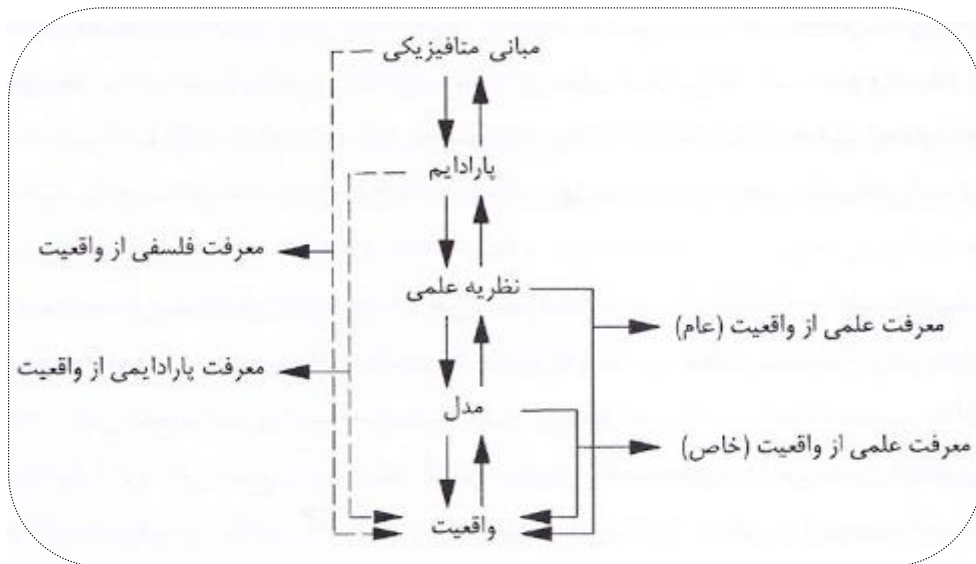 مبانی متافیزیکی
پارادایم
معرفت فلسفی از واقعیت
نظریه علمی
معرفت علمی از واقعیت (عام)
معرفت پارادایمی از واقعیت
مدل
معرفت علمی از واقعیت (خاص)
واقعیت